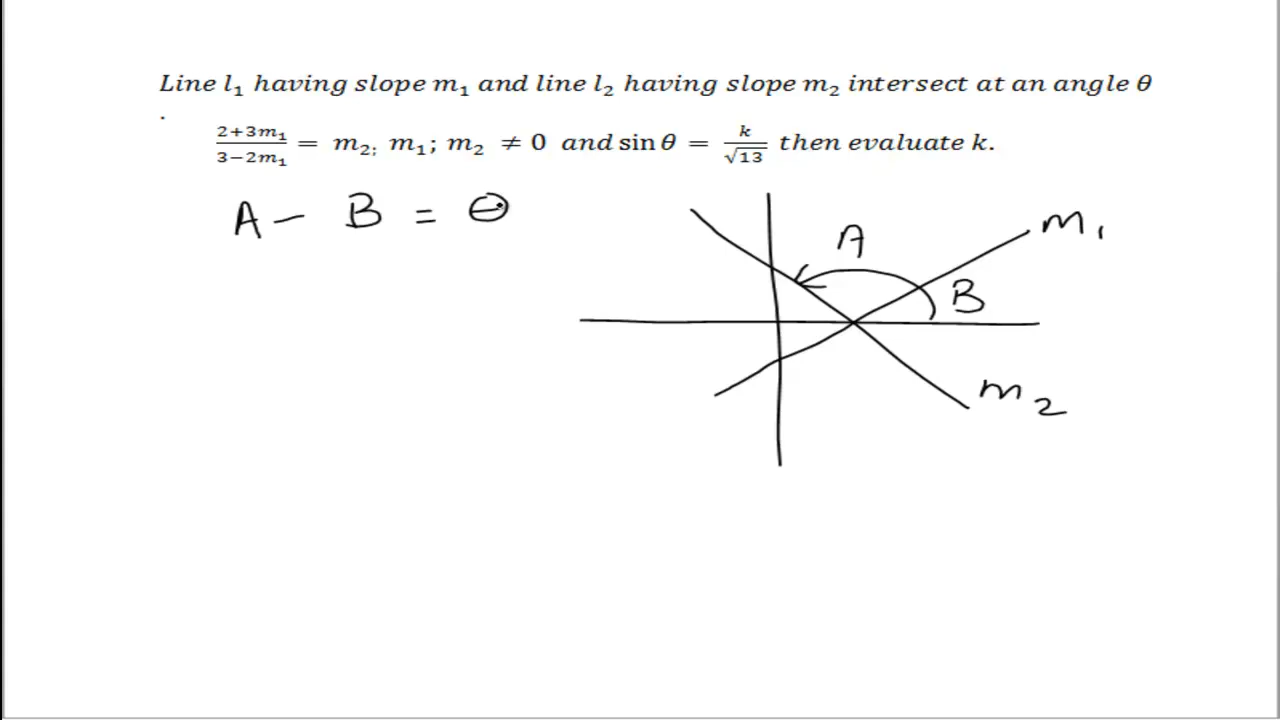 Line l₁ having slope m₁ and line l₂ having slope m₂ intersect at an angle θ
.
2+3m₁/3−2m₁ = m₂; m₁; m₂ ≠ 0 and sin θ = k/√13 then evaluate k.
A − B = θ
A
m₁
B
m₂